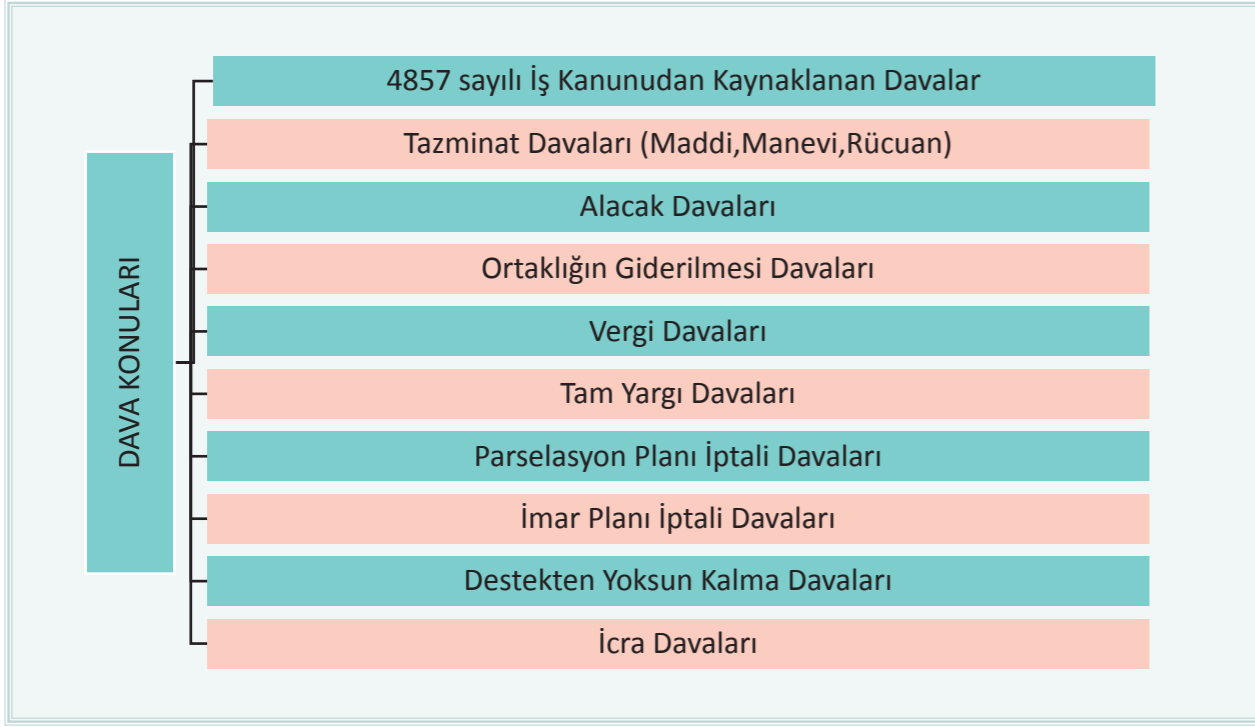 DAVA KONULARI
4857 sayılı İş Kanunudan Kaynaklanan Davalar
Tazminat Davaları (Maddi,Manevi,Rücuan)
Alacak Davaları
Ortaklığın Giderilmesi Davaları
Vergi Davaları
Tam Yargı Davaları
Parselasyon Planı İptali Davaları
İmar Planı İptali Davaları
Destekten Yoksun Kalma Davaları
İcra Davaları